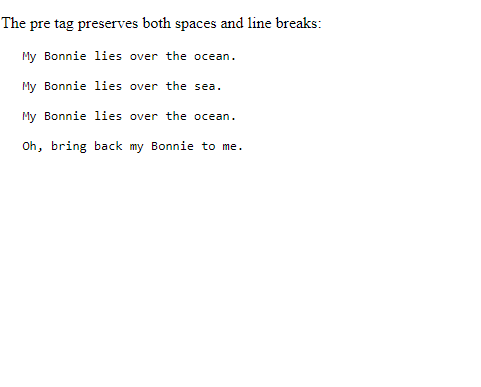 The pre tag preserves both spaces and line breaks:
My Bonnie lies over the ocean.
My Bonnie lies over the sea.
My Bonnie lies over the ocean.
Oh, bring back my Bonnie to me.